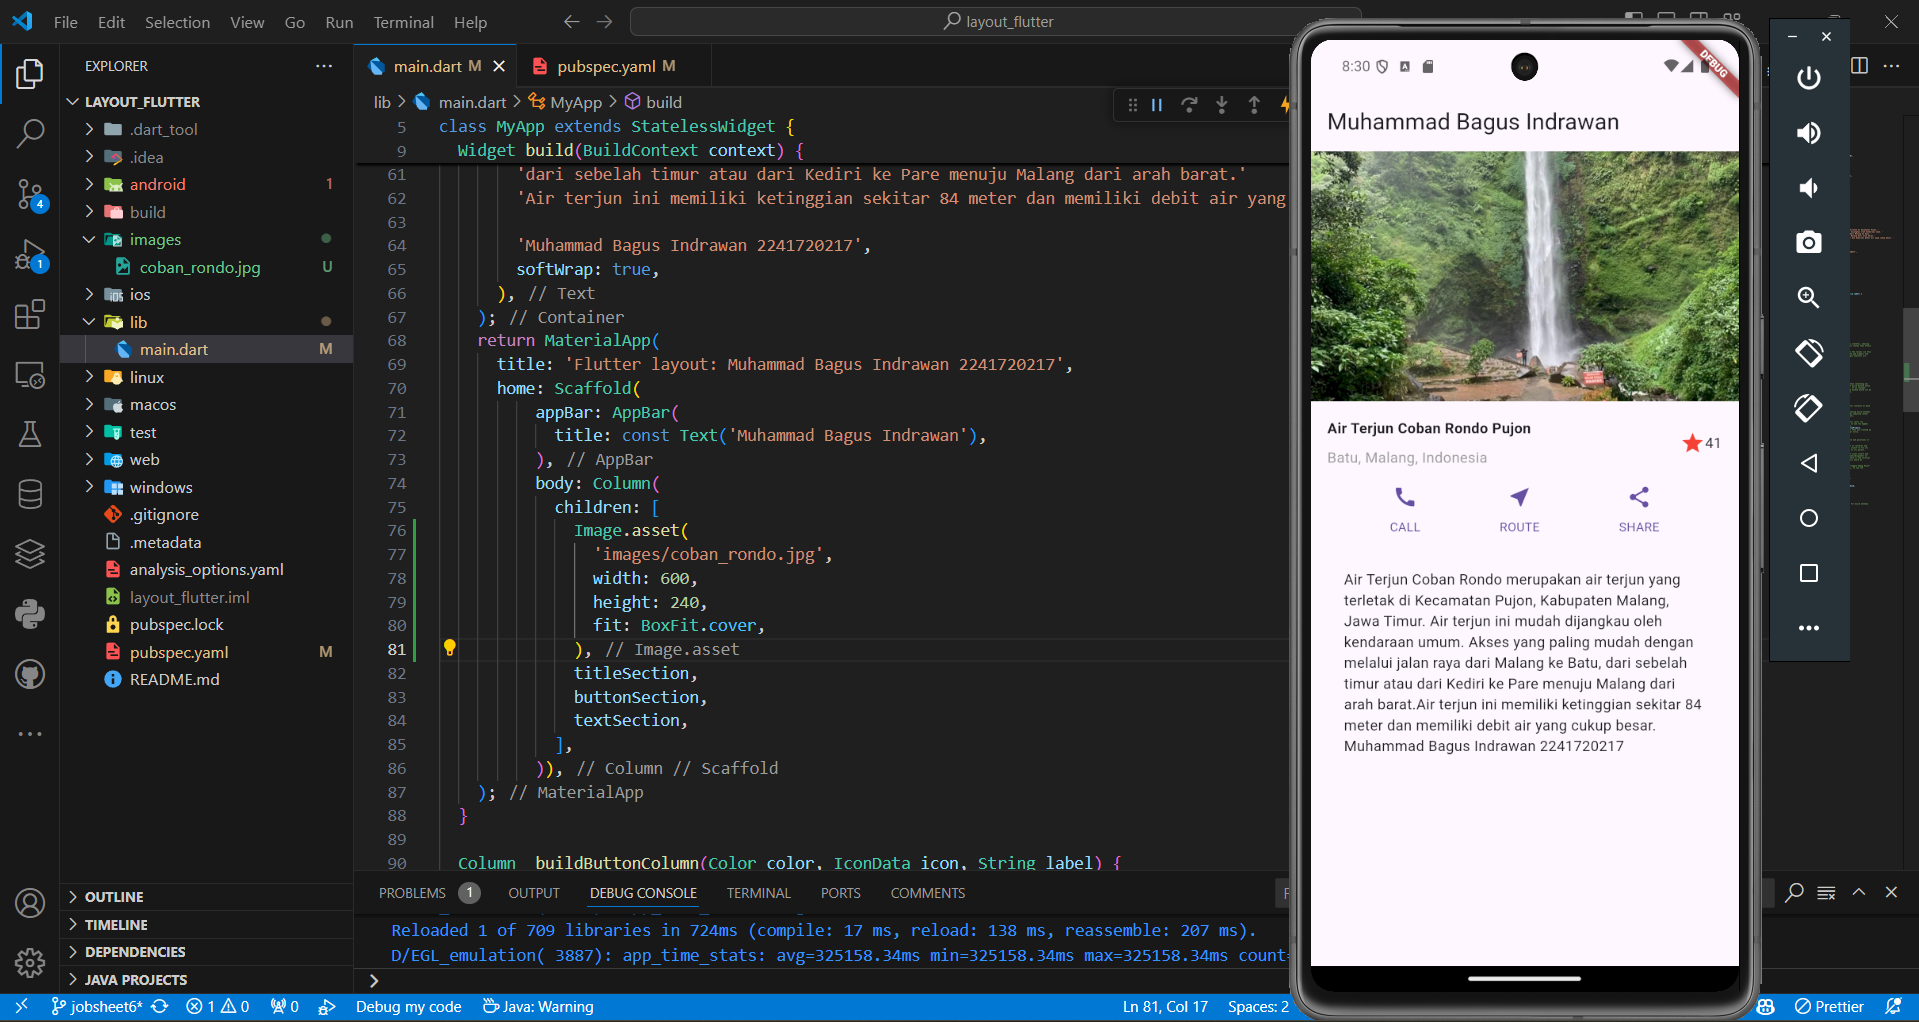 File Edit Selection View Go Run Terminal Help
layout_flutter
EXPLORER
LAYOUT_FLUTTER
.dart_tool
.idea
android 1
build
images
coban_rondo.jpg U
ios
lib
main.dart M
linux
macos
test
web
windows
.gitignore
.metadata
analysis_options.yaml
layout_flutter.iml
pubspec.lock
pubspec.yaml M
README.md
OUTLINE
TIMELINE
DEPENDENCIES
JAVA PROJECTS
4
1
main.dart M
pubspec.yaml M
lib > main.dart > MyApp > build
5 class MyApp extends StatelessWidget {
9 Widget build(BuildContext context) {
61 'dari sebelah timur atau dari Kediri ke Pare menuju Malang dari arah barat.'
62 'Air terjun ini memiliki ketinggian sekitar 84 meter dan memiliki debit air yang
63
64 'Muhammad Bagus Indrawan 2241720217',
65 softWrap: true,
66 ), // Text
67 ); // Container
68 return MaterialApp(
69 title: 'Flutter layout: Muhammad Bagus Indrawan 2241720217',
70 home: Scaffold(
71 appBar: AppBar(
72 title: const Text('Muhammad Bagus Indrawan'),
73 ), // AppBar
74 body: Column(
75 children: [
76 Image.asset(
77 'images/coban_rondo.jpg',
78 width: 600,
79 height: 240,
80 fit: BoxFit.cover,
81 ), // Image.asset
82 titleSection,
83 buttonSection,
84 textSection,
85 ],
86 )), // Column // Scaffold
87 ); // MaterialApp
88 }
89
90 Column _buildButtonColumn(Color color, IconData icon, String label) {
PROBLEMS 1 OUTPUT DEBUG CONSOLE TERMINAL PORTS COMMENTS
Reloaded 1 of 709 libraries in 724ms (compile: 17 ms, reload: 138 ms, reassemble: 207 ms).
D/EGL_emulation( 3887): app_time_stats: avg=325158.34ms min=325158.34ms max=325158.34ms count=
>
jobsheet6* 1 0 0 Debug my code Java: Warning
Ln 81, Col 17 Spaces: 2
Prettier
8:30
DEBUG
Muhammad Bagus Indrawan
Air Terjun Coban Rondo Pujon
Batu, Malang, Indonesia
41
CALL ROUTE SHARE
Air Terjun Coban Rondo merupakan air terjun yang
terletak di Kecamatan Pujon, Kabupaten Malang,
Jawa Timur. Air terjun ini mudah dijangkau oleh
kendaraan umum. Akses yang paling mudah dengan
melalui jalan raya dari Malang ke Batu, dari sebelah
timur atau dari Kediri ke Pare menuju Malang dari
arah barat.Air terjun ini memiliki ketinggian sekitar 84
meter dan memiliki debit air yang cukup besar.
Muhammad Bagus Indrawan 2241720217